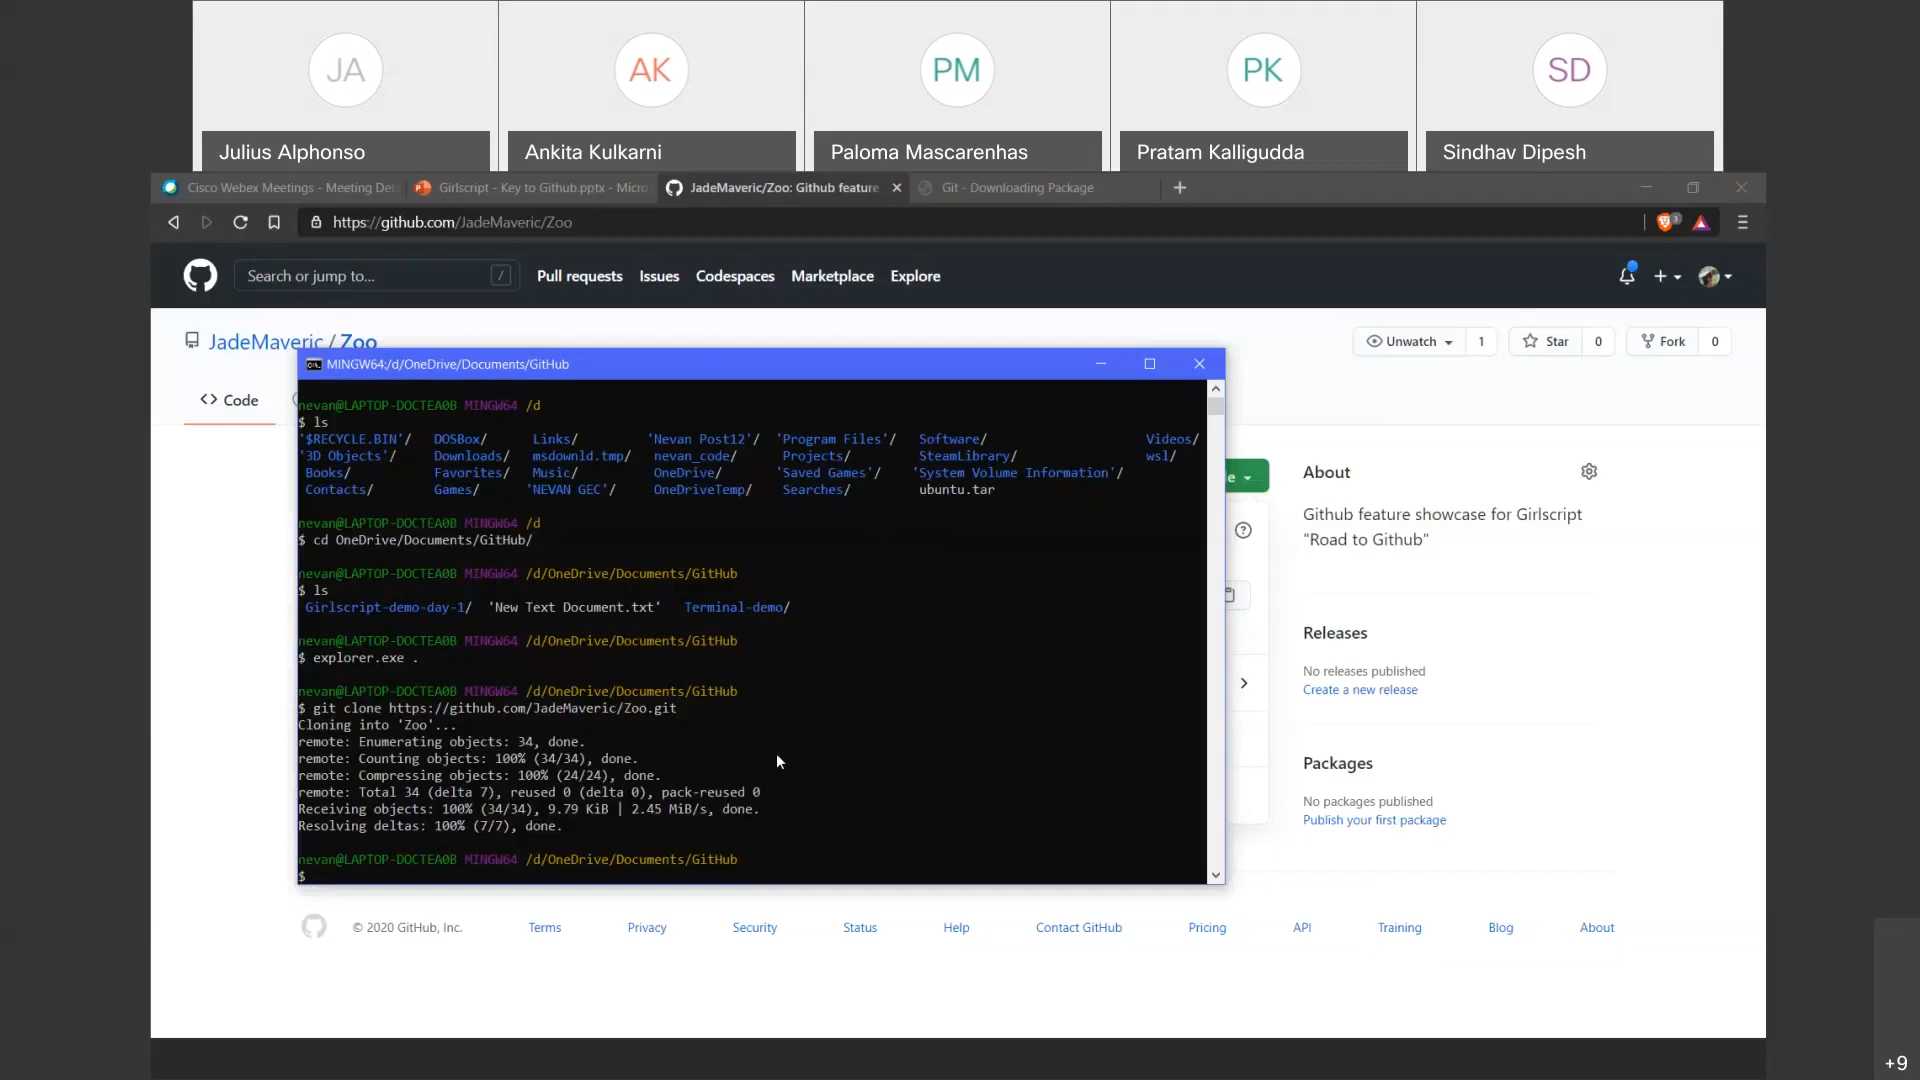 JA
AK
PM
PK
SD
Julius Alphonso
Ankita Kulkarni
Paloma Mascarenhas
Pratam Kalligudda
Sindhav Dipesh
Cisco Webex Meetings - Meeting Det
Girlscript - Key to Github.pptx - Micro
JadeMaveric/Zoo: Github feature
Git - Downloading Package
https://github.com/JadeMaveric/Zoo
3
Search or jump to...
/
Pull requests
Issues
Codespaces
Marketplace
Explore
JadeMaveric / Zoo
Unwatch
1
Star
0
Fork
0
<> Code
MINGW64:/d/OneDrive/Documents/GitHub
nevan@LAPTOP-DOCTEA0B MINGW64 /d
$ ls
'$RECYCLE.BIN'/ DOSBox/ Links/ 'Nevan Post12'/ 'Program Files'/ Software/ Videos/
'3D Objects'/ Downloads/ msdownld.tmp/ nevan_code/ Projects/ SteamLibrary/ wsl/
Books/ Favorites/ Music/ OneDrive/ 'Saved Games'/ 'System Volume Information'/
Contacts/ Games/ 'NEVAN GEC'/ OneDriveTemp/ Searches/ ubuntu.tar
nevan@LAPTOP-DOCTEA0B MINGW64 /d
$ cd OneDrive/Documents/GitHub/
nevan@LAPTOP-DOCTEA0B MINGW64 /d/OneDrive/Documents/GitHub
$ ls
Girlscript-demo-day-1/ 'New Text Document.txt' Terminal-demo/
nevan@LAPTOP-DOCTEA0B MINGW64 /d/OneDrive/Documents/GitHub
$ explorer.exe .
nevan@LAPTOP-DOCTEA0B MINGW64 /d/OneDrive/Documents/GitHub
$ git clone https://github.com/JadeMaveric/Zoo.git
Cloning into 'Zoo'...
remote: Enumerating objects: 34, done.
remote: Counting objects: 100% (34/34), done.
remote: Compressing objects: 100% (24/24), done.
remote: Total 34 (delta 7), reused 0 (delta 0), pack-reused 0
Receiving objects: 100% (34/34), 9.79 KiB | 2.45 MiB/s, done.
Resolving deltas: 100% (7/7), done.
nevan@LAPTOP-DOCTEA0B MINGW64 /d/OneDrive/Documents/GitHub
$
e
About
Github feature showcase for Girlscript
"Road to Github"
Releases
No releases published
Create a new release
Packages
No packages published
Publish your first package
© 2020 GitHub, Inc.
Terms
Privacy
Security
Status
Help
Contact GitHub
Pricing
API
Training
Blog
About
+9